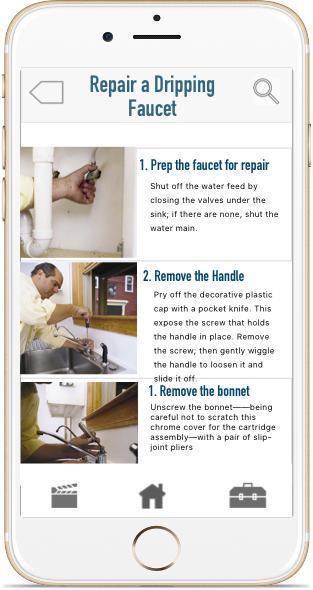 Repair a Dripping
Faucet
1. Prep the faucet for repair
Shut off the water feed by
closing the valves under the
sink; if there are none, shut the
water main.
2. Remove the Handle
Pry off the decorative plastic
cap with a pocket knife. This
expose the screw that holds
the handle in place. Remove
the screw; then gently wiggle
the handle to loosen it and
slide it off.
1. Remove the bonnet
Unscrew the bonnet——being
careful not to scratch this
chrome cover for the cartridge
assembly—with a pair of slip-
joint pliers